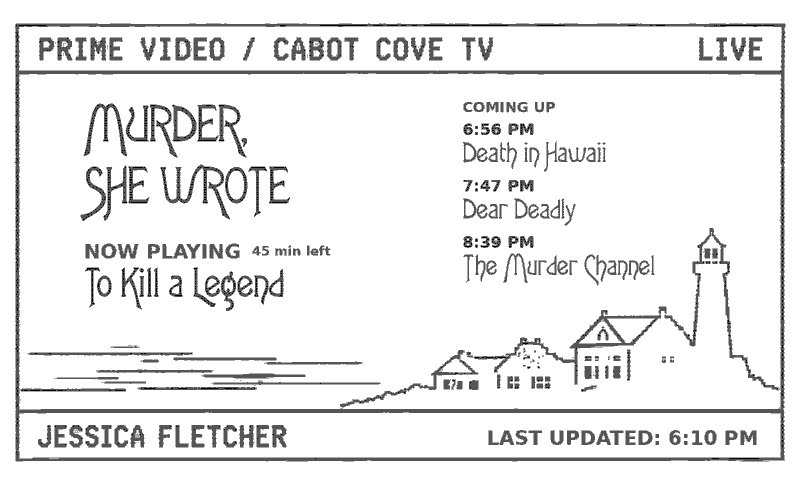 PRIME VIDEO / CABOT COVE TV
LIVE
MURDER,
SHE WROTE
NOW PLAYING 45 min left
To Kill a Legend
COMING UP
6:56 PM
Death in Hawaii
7:47 PM
Dear Deadly
8:39 PM
The Murder Channel
JESSICA FLETCHER
LAST UPDATED: 6:10 PM